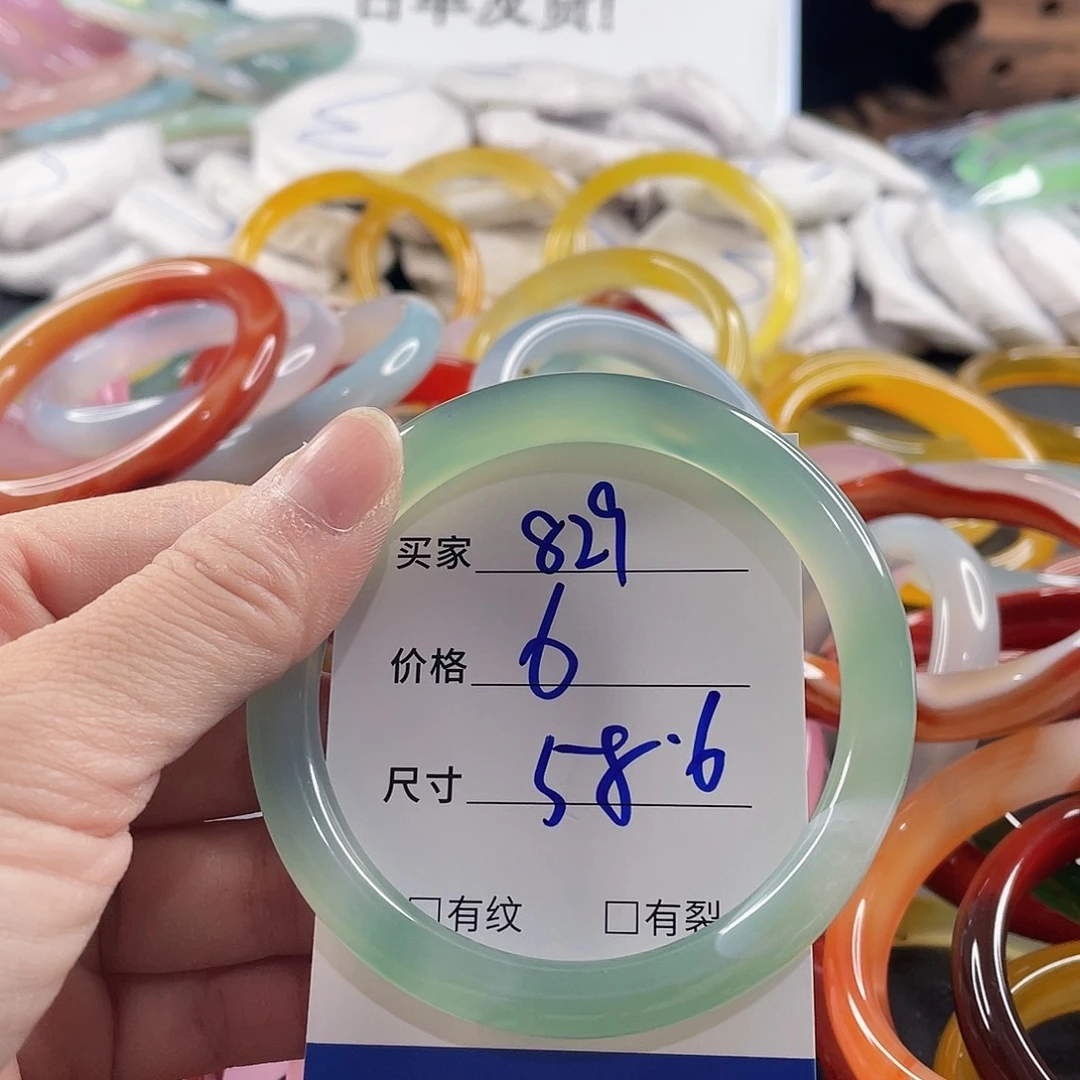 买家 829
价格 6
尺寸 58.6
□有纹 □有裂